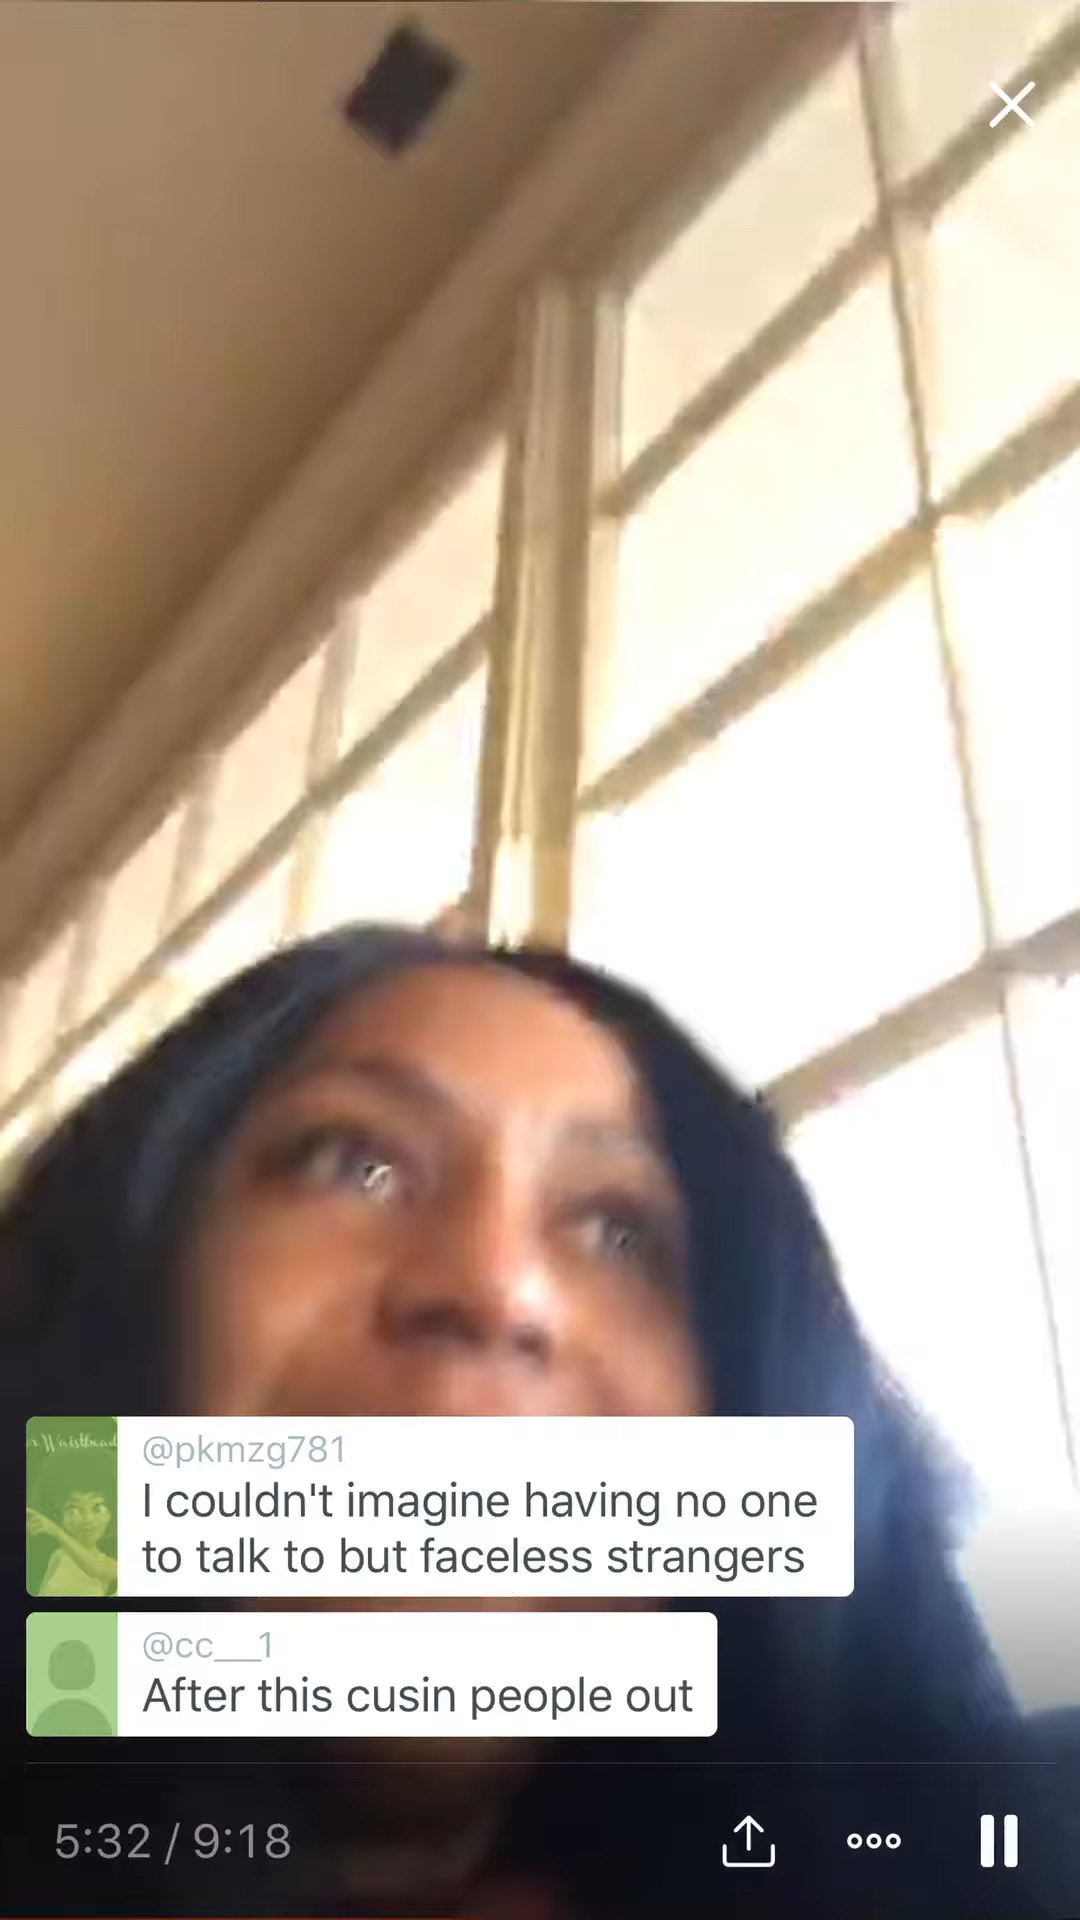 @pkmzg781
I couldn't imagine having no one
to talk to but faceless strangers
@cc___1
After this cusin people out
5:32 / 9:18